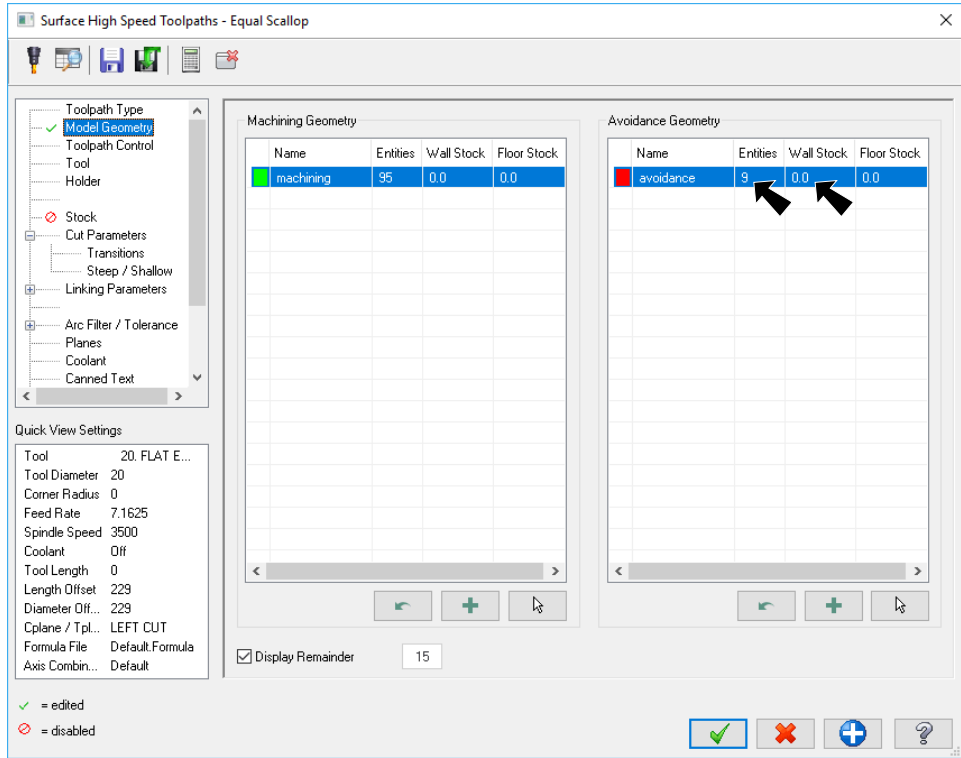 Surface High Speed Toolpaths - Equal Scallop
Toolpath Type
Model Geometry
Toolpath Control
Tool
Holder
Stock
Cut Parameters
Transitions
Steep / Shallow
Linking Parameters
Arc Filter / Tolerance
Planes
Coolant
Canned Text
Quick View Settings
Tool 20. FLAT E...
Tool Diameter 20
Corner Radius 0
Feed Rate 7.1625
Spindle Speed 3500
Coolant Off
Tool Length 0
Length Offset 229
Diameter Off... 229
Cplane / Tpl... LEFT CUT
Formula File Default.Formula
Axis Combin... Default
✓ = edited
= disabled
Machining Geometry
Name Entities Wall Stock Floor Stock
machining 95 0.0 0.0
Display Remainder 15
Avoidance Geometry
Name Entities Wall Stock Floor Stock
avoidance 9 0.0 0.0